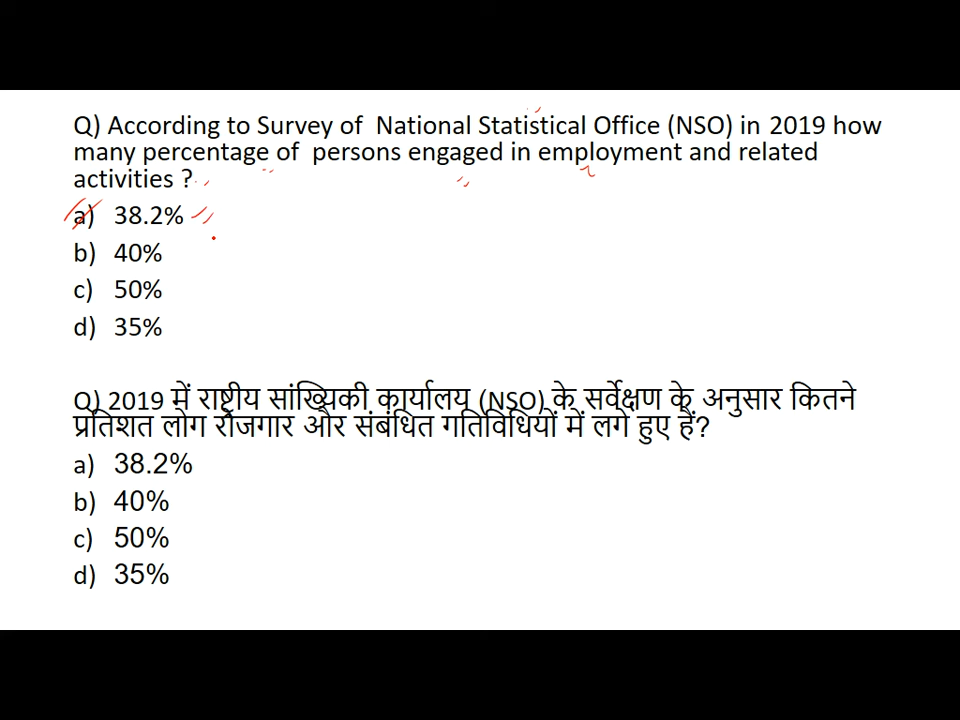 Q) According to Survey of National Statistical Office (NSO) in 2019 how
many percentage of persons engaged in employment and related
activities ?
a) 38.2%
b) 40%
c) 50%
d) 35%
Q) 2019 में राष्ट्रीय सांख्यिकी कार्यालय (NSO) के सर्वेक्षण के अनुसार कितने
प्रतिशत लोग रोजगार और संबंधित गतिविधियों में लगे हुए हैं?
a) 38.2%
b) 40%
c) 50%
d) 35%